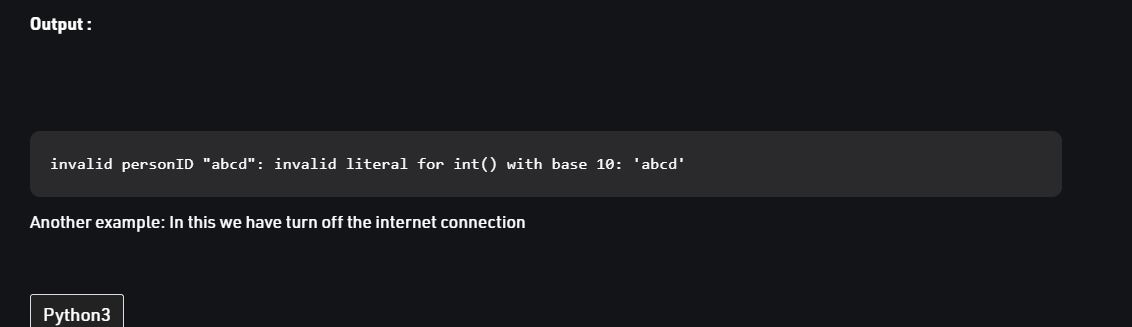 Output :
invalid personID "abcd": invalid literal for int() with base 10: 'abcd'
Another example: In this we have turn off the internet connection
Python3